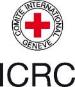 COMITE INTERNATIONAL
GENEVE
ICRC